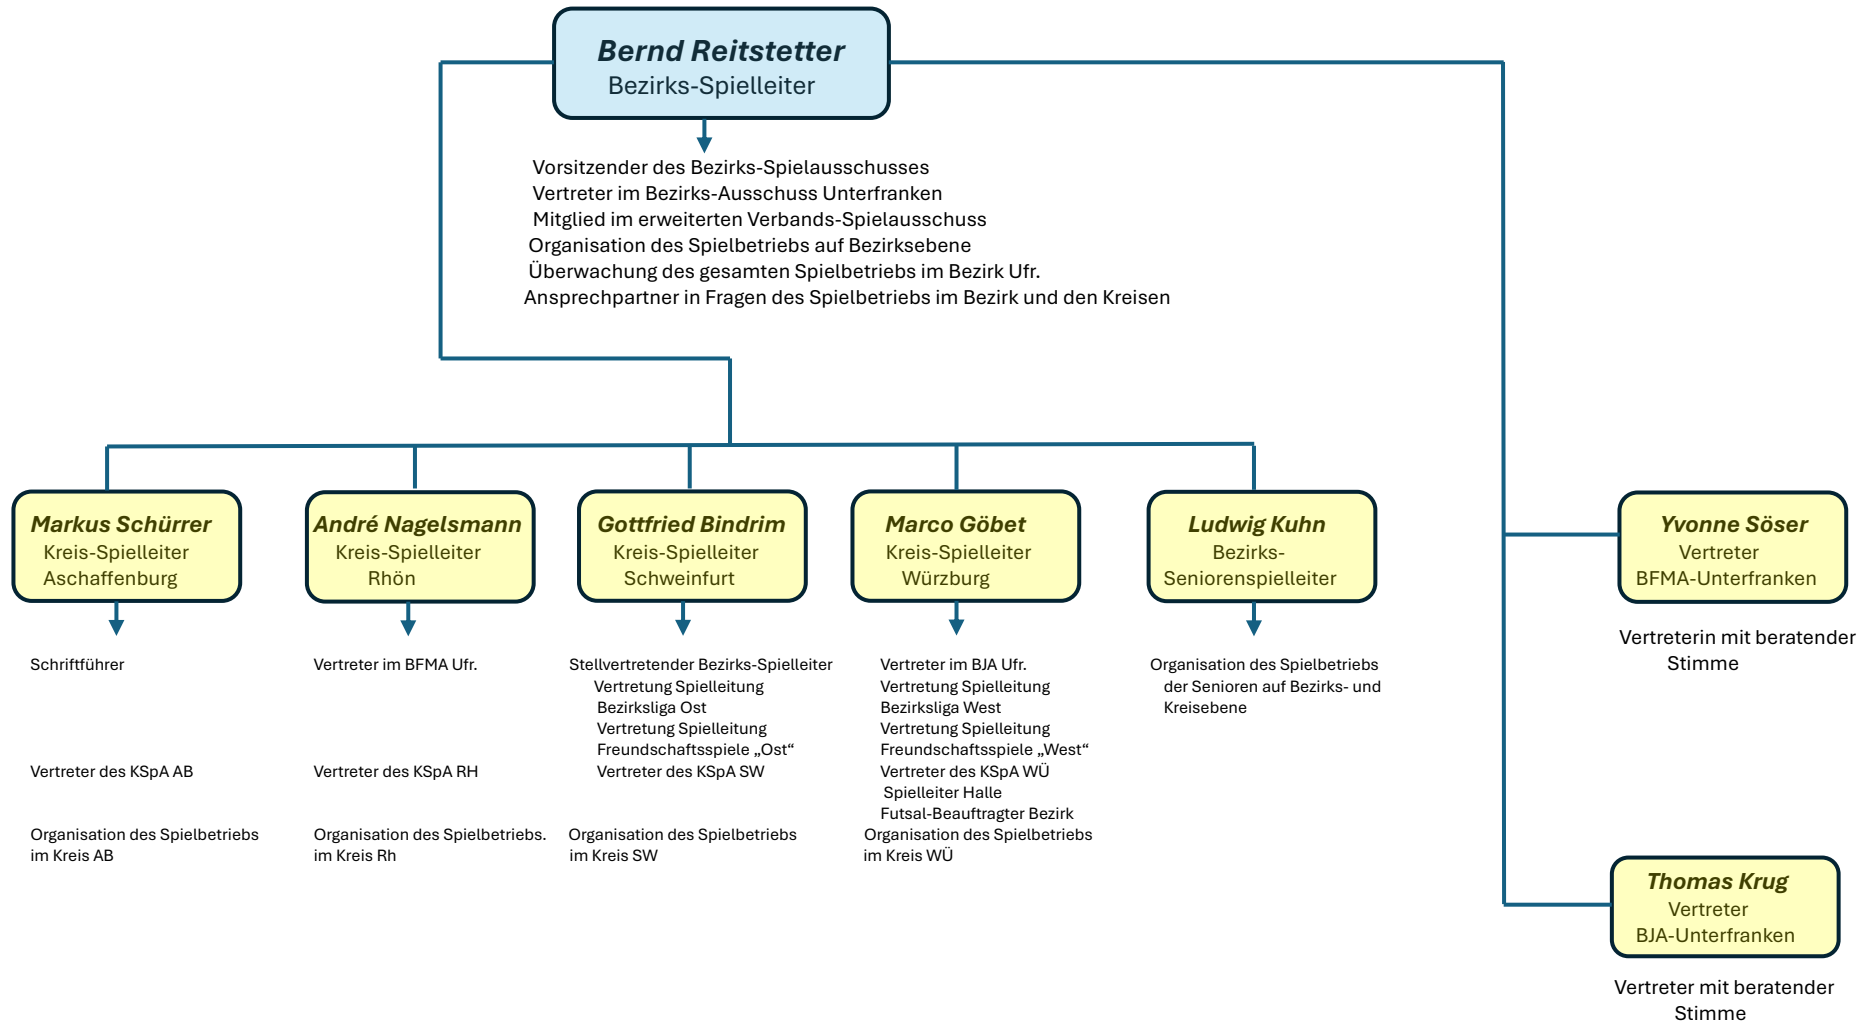 Bernd Reitstetter
Bezirks-Spielleiter
Vorsitzender des Bezirks-Spielausschusses
Vertreter im Bezirks-Ausschuss Unterfranken
Mitglied im erweiterten Verbands-Spielausschuss
Organisation des Spielbetriebs auf Bezirksebene
Überwachung des gesamten Spielbetriebs im Bezirk Ufr.
Ansprechpartner in Fragen des Spielbetriebs im Bezirk und den Kreisen
Markus Schürrer
Kreis-Spielleiter
Aschaffenburg
Schriftführer
Vertreter des KSpA AB
Organisation des Spielbetriebs
im Kreis AB
André Nagelsmann
Kreis-Spielleiter
Rhön
Vertreter im BFMA Ufr.
Vertreter des KSpA RH
Organisation des Spielbetriebs.
im Kreis Rh
Gottfried Bindrim
Kreis-Spielleiter
Schweinfurt
Stellvertretender Bezirks-Spielleiter
Vertretung Spielleitung
Bezirksliga Ost
Vertretung Spielleitung
Freundschaftsspiele „Ost“
Vertreter des KSpA SW
Organisation des Spielbetriebs
im Kreis SW
Marco Göbet
Kreis-Spielleiter
Würzburg
Vertreter im BJA Ufr.
Vertretung Spielleitung
Bezirksliga West
Vertretung Spielleitung
Freundschaftsspiele „West“
Vertreter des KSpA WÜ
Spielleiter Halle
Futsal-Beauftragter Bezirk
Organisation des Spielbetriebs
im Kreis WÜ
Ludwig Kuhn
Bezirks-
Seniorenspielleiter
Organisation des Spielbetriebs
der Senioren auf Bezirks- und
Kreisebene
Yvonne Söser
Vertreter
BFMA-Unterfranken
Vertreterin mit beratender
Stimme
Thomas Krug
Vertreter
BJA-Unterfranken
Vertreter mit beratender
Stimme